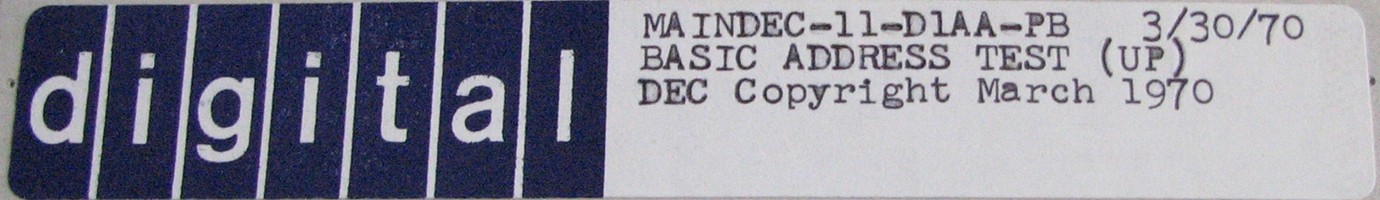 digital
MAINDEC-11-D1AA-PB 3/30/70
BASIC ADDRESS TEST (UP)
DEC Copyright March 1970